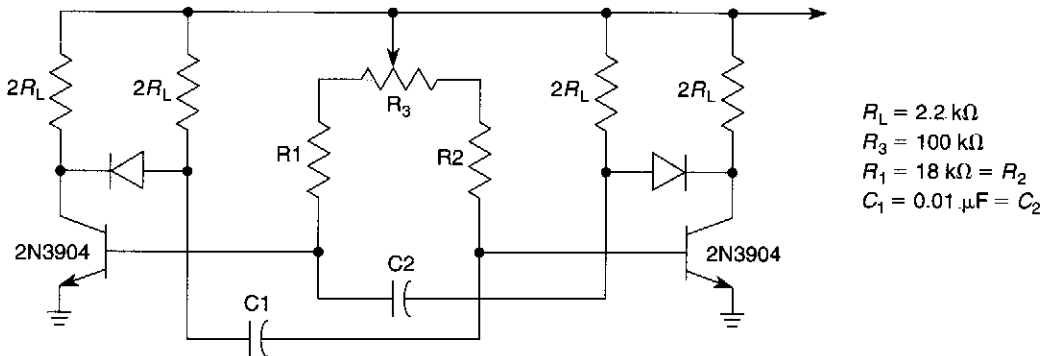 2R_L
2R_L
R_3
R1
R2
2R_L
2R_L
2N3904
2N3904
C2
C1
R_L = 2.2 kΩ
R_3 = 100 kΩ
R_1 = 18 kΩ = R_2
C_1 = 0.01 µF = C_2